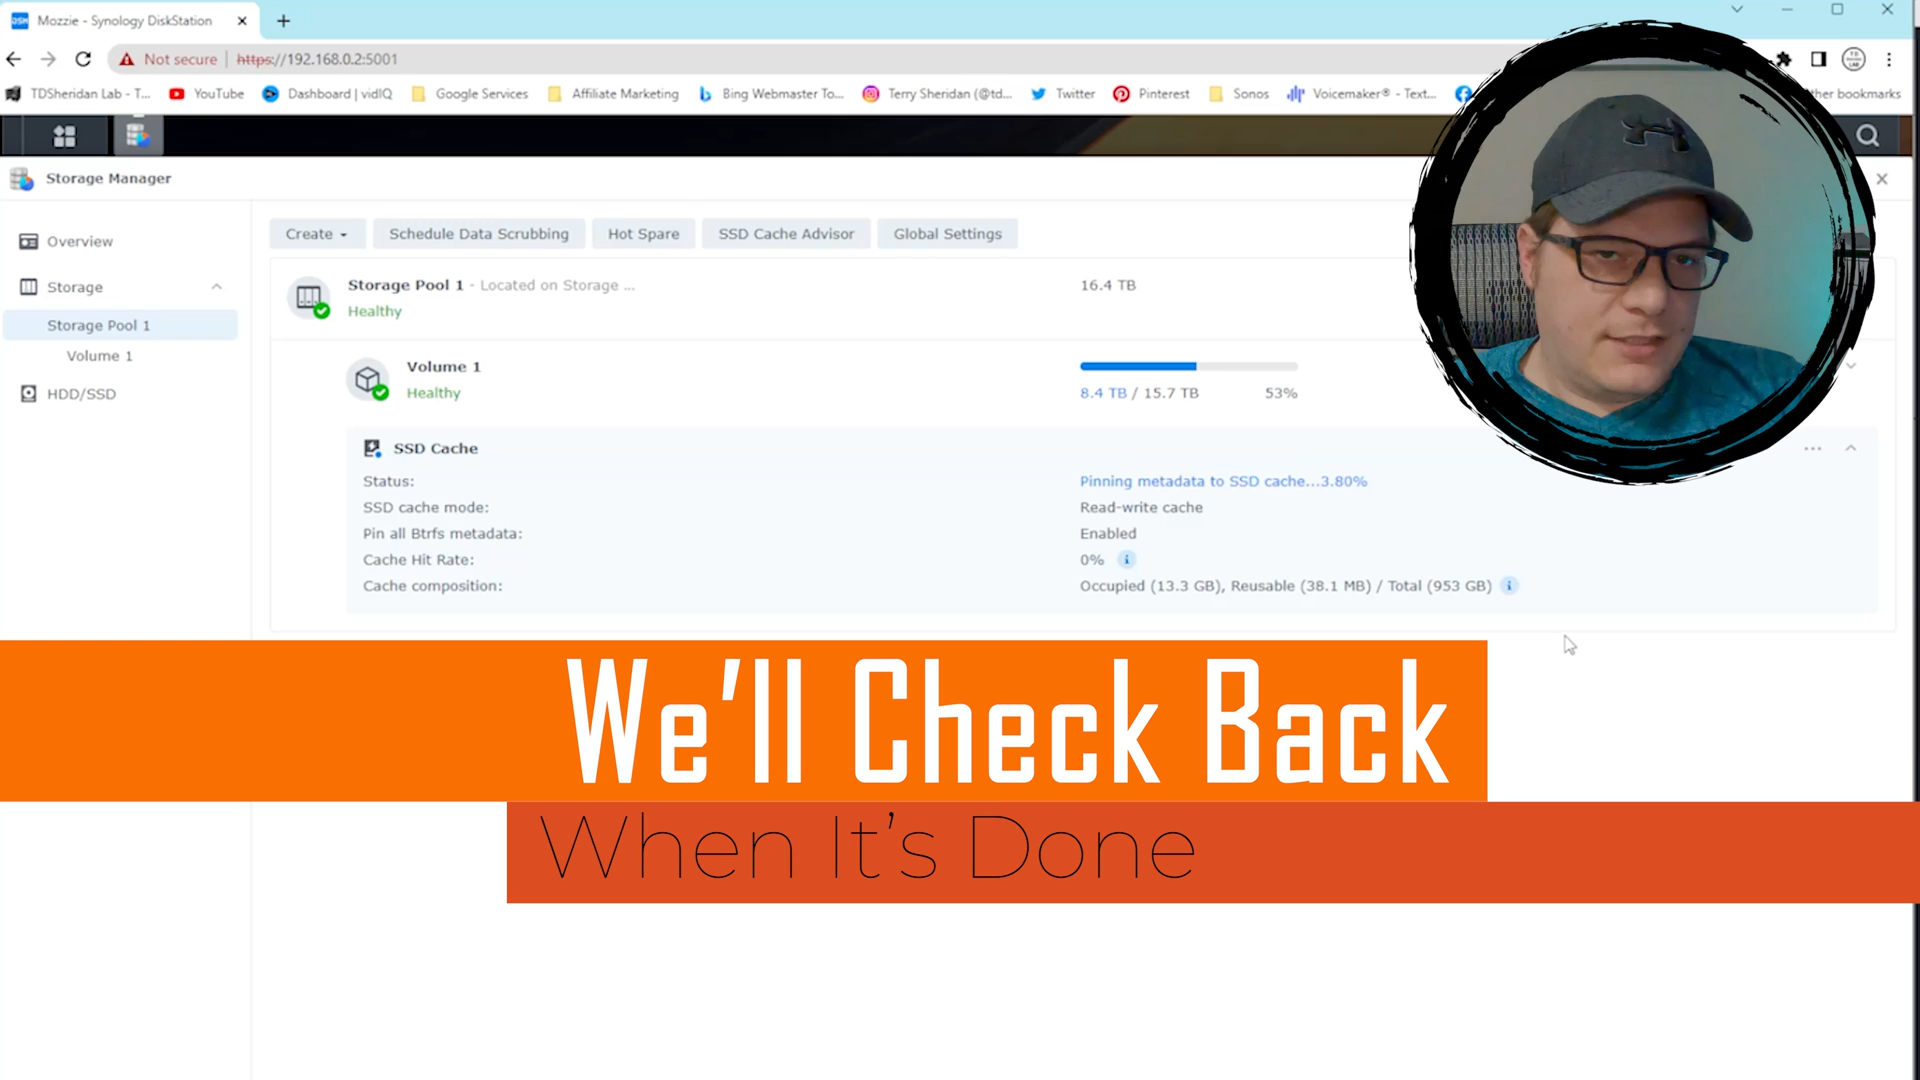 Mozzie - Synology DiskStation
Not secure https://192.168.0.2:5001
TDSheridan Lab - T... YouTube Dashboard | vidIQ Google Services Affiliate Marketing Bing Webmaster To... Terry Sheridan (@td... Twitter Pinterest Sonos Voicemaker® - Text... ther bookmarks
Storage Manager
Overview
Storage
Storage Pool 1
Volume 1
HDD/SSD
Create Schedule Data Scrubbing Hot Spare SSD Cache Advisor Global Settings
Storage Pool 1 - Located on Storage ... 16.4 TB
Healthy
Volume 1
Healthy 8.4 TB / 15.7 TB 53%
SSD Cache
Status: Pinning metadata to SSD cache...3.80%
SSD cache mode: Read-write cache
Pin all Btrfs metadata: Enabled
Cache Hit Rate: 0%
Cache composition: Occupied (13.3 GB), Reusable (38.1 MB) / Total (953 GB)
We'll Check Back
When It's Done